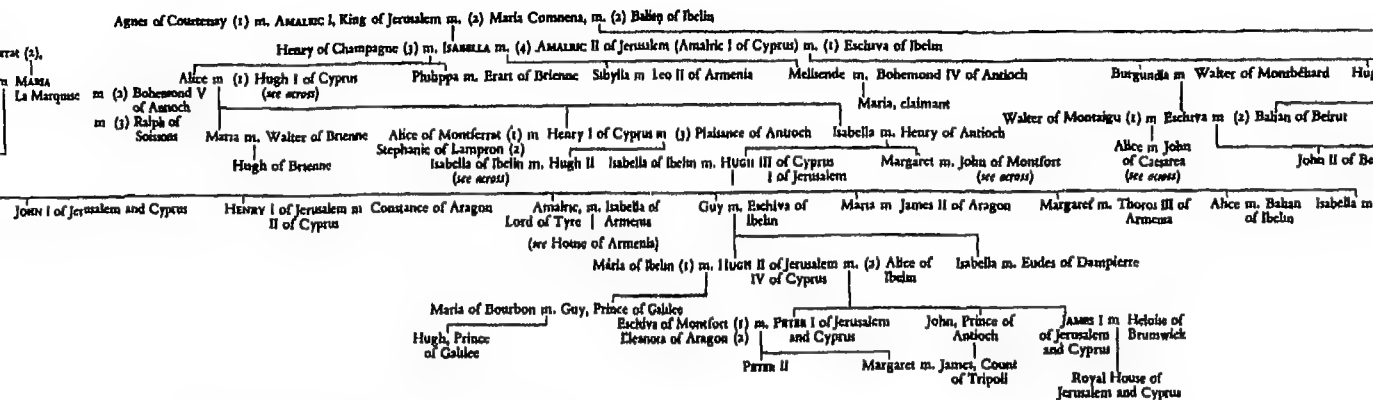 Agnes of Courtenay (1) m. AMALRIC I, King of Jerusalem m. (2) Maria Comnena, m. (2) Balian of Ibelin
rrat (2),
Henry of Champagne (3) m. ISABELLA m. (4) AMALRIC II of Jerusalem (Amalric I of Cyprus) m. (1) Eschiva of Ibelin
m MARIA
La Marquise
Alice m (1) Hugh I of Cyprus
(see across)
Philippa m. Erart of Brienne
Sibylla m Leo II of Armenia
Melisende m. Bohemond IV of Antioch
Burgundia m Walter of Montbéliard
Hug
m (2) Bohemond V
of Antioch
m (3) Ralph of
Soissons
Maria, claimant
Walter of Montaigu (1) m Eschiva m (2) Balian of Beirut
Maria m. Walter of Brienne
Alice of Montferrat (1) m Henry I of Cyprus m (3) Plaisance of Antioch
Stephanie of Lampron (2)
Isabella m. Henry of Antioch
Hugh of Brienne
Isabella of Ibelin m. Hugh II
(see across)
Isabella of Ibelin m. HUGH III of Cyprus
I of Jerusalem
Margaret m. John of Montfort
(see across)
Alice m John
of Caesarea
(see across)
John II of Be
JOHN I of Jerusalem and Cyprus
HENRY I of Jerusalem m Constance of Aragon
II of Cyprus
Amalric, m. Isabella of
Lord of Tyre Armenia
(see House of Armenia)
Guy m. Eschiva of
Ibelin
Maria m James II of Aragon
Margaret m. Thoros III of
Armenia
Alice m. Balian
of Ibelin
Isabella m
Maria of Ibelin (1) m. HUGH II of Jerusalem m. (2) Alice of
IV of Cyprus Ibelin
Isabella m. Eudes of Dampierre
Maria of Bourbon m. Guy, Prince of Galilee
Hugh, Prince
of Galilee
Eschiva of Montfort (1) m. PETER I of Jerusalem
Eleanora of Aragon (2) and Cyprus
John, Prince of
Antioch
JAMES I m Heloise of
of Jerusalem Brunswick
and Cyprus
PETER II
Margaret m. James, Count
of Tripoli
Royal House of
Jerusalem and Cyprus